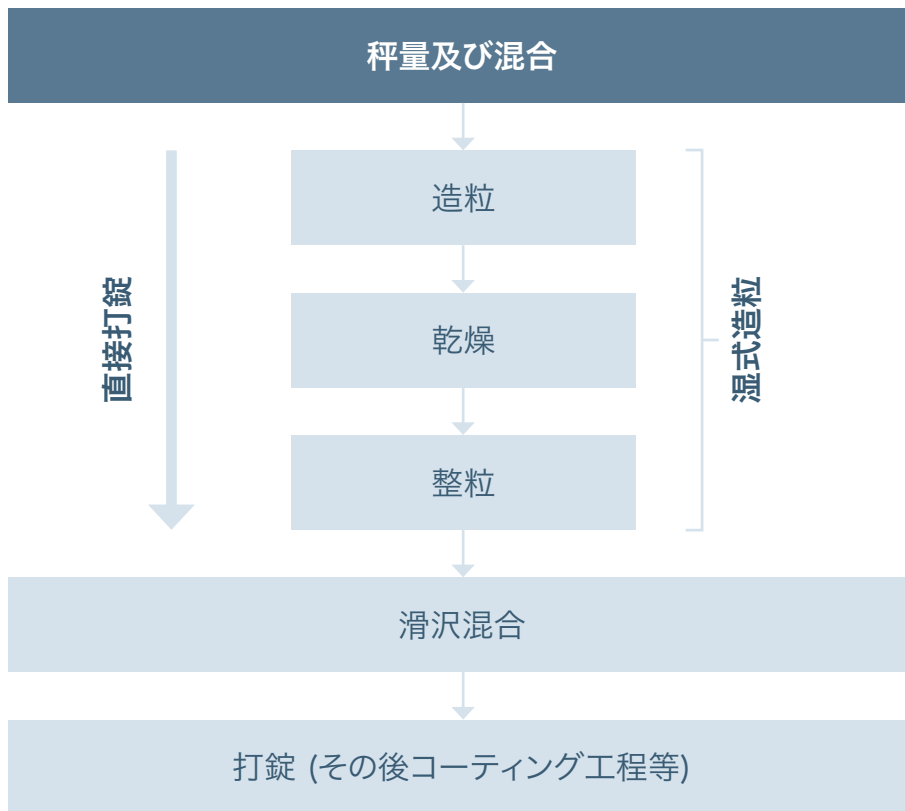 秤量及び混合
造粒
直接打錠
乾燥
湿式造粒
整粒
滑沢混合
打錠 (その後コーティング工程等)